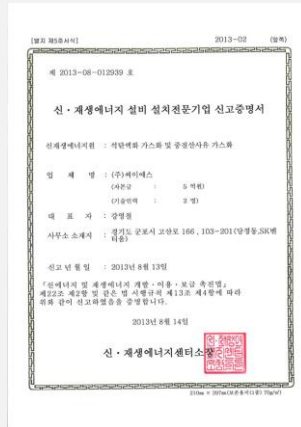 [별지 제5호서식] 2013-02 (앞쪽)
제 2013-08-012939 호
신·재생에너지 설비 설치전문기업 신고증명서
신재생에너지원 : 석탄액화 가스화 및 중질잔사유 가스화
업 체 명 : (주)씨이에스
(자본금 : 5 억원)
(기술인력 : 2 명)
대 표 자 : 강영철
사무소 소재지 : 경기도 군포시 고산로 166, 103-201(당정동,SK벤
티움)
신고 년 월 일 : 2013년 8월 13일
「신에너지 및 재생에너지 개발·이용·보급 촉진법」
제22조 제2항 및 같은 법 시행규칙 제13조 제4항에 따라
위와 같이 신고하였음을 증명합니다.
2013년 8월 14일
신·재생에너지센터소장